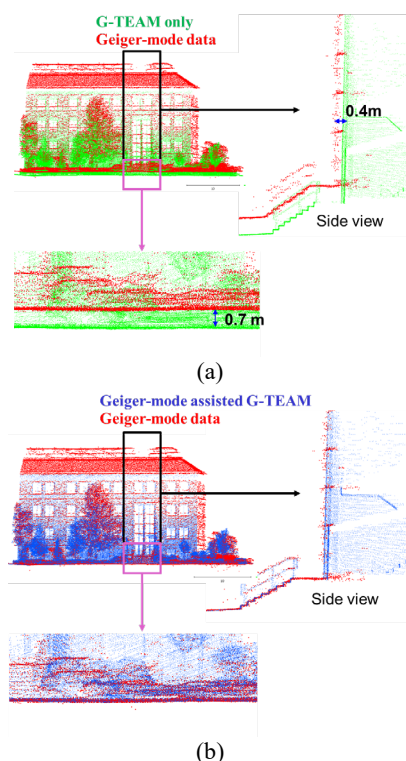 G-TEAM only
Geiger-mode data
0.4m
Side view
0.7 m
(a)
Geiger-mode assisted G-TEAM
Geiger-mode data
Side view
(b)